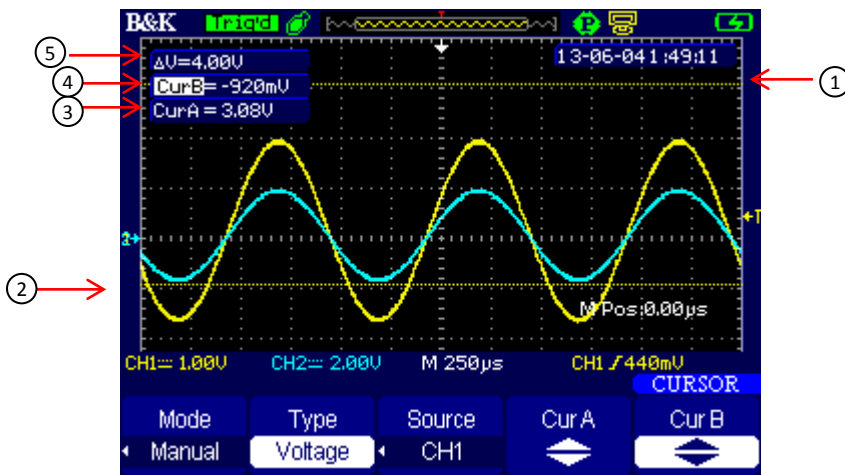 B&K Trig'd P
5 ΔV=4.00V 13-06-04 1:49:11
4 CurB= -920mV 1
3 CurA = 3.08V
T
2→
2
M Pos:0.00µs
CH1 1.00V CH2 2.00V M 250µs CH1 440mV
CURSOR
Mode Type Source Cur A Cur B
Manual Voltage CH1